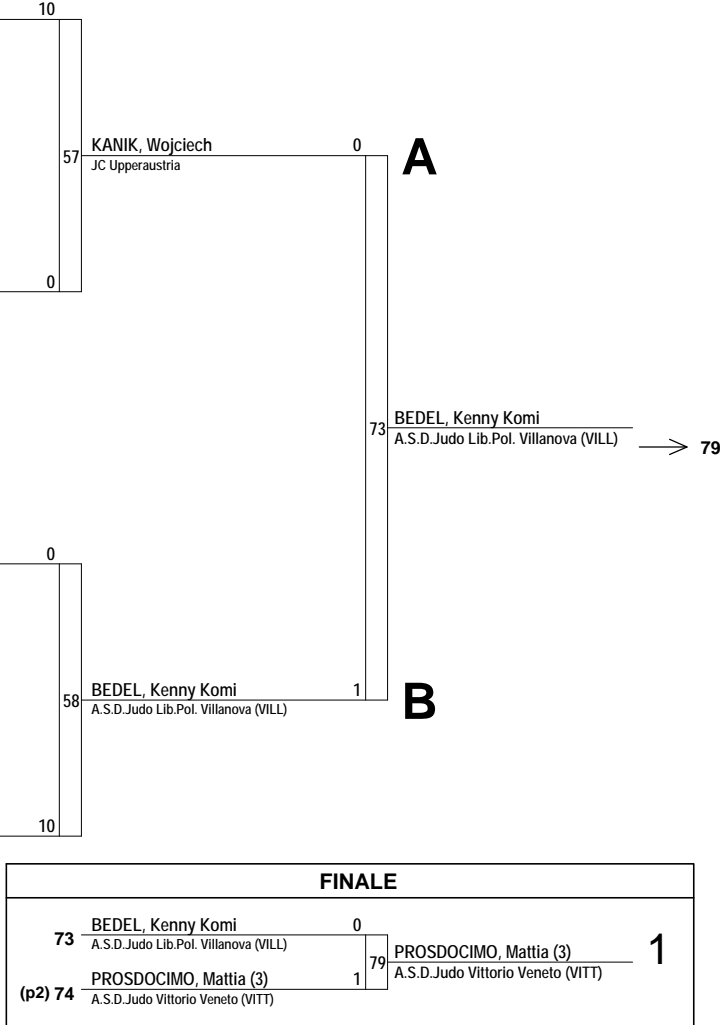 10
KANIK, Wojciech 0
57
JC Upperaustria
A
0
BEDEL, Kenny Komi
73
A.S.D.Judo Lib.Pol. Villanova (VILL)
79
0
BEDEL, Kenny Komi 1
58
A.S.D.Judo Lib.Pol. Villanova (VILL)
B
10
FINALE
BEDEL, Kenny Komi 0
73
A.S.D.Judo Lib.Pol. Villanova (VILL)
PROSDOCIMO, Mattia (3)
79
A.S.D.Judo Vittorio Veneto (VITT)
1
PROSDOCIMO, Mattia (3) 1
(p2) 74
A.S.D.Judo Vittorio Veneto (VITT)